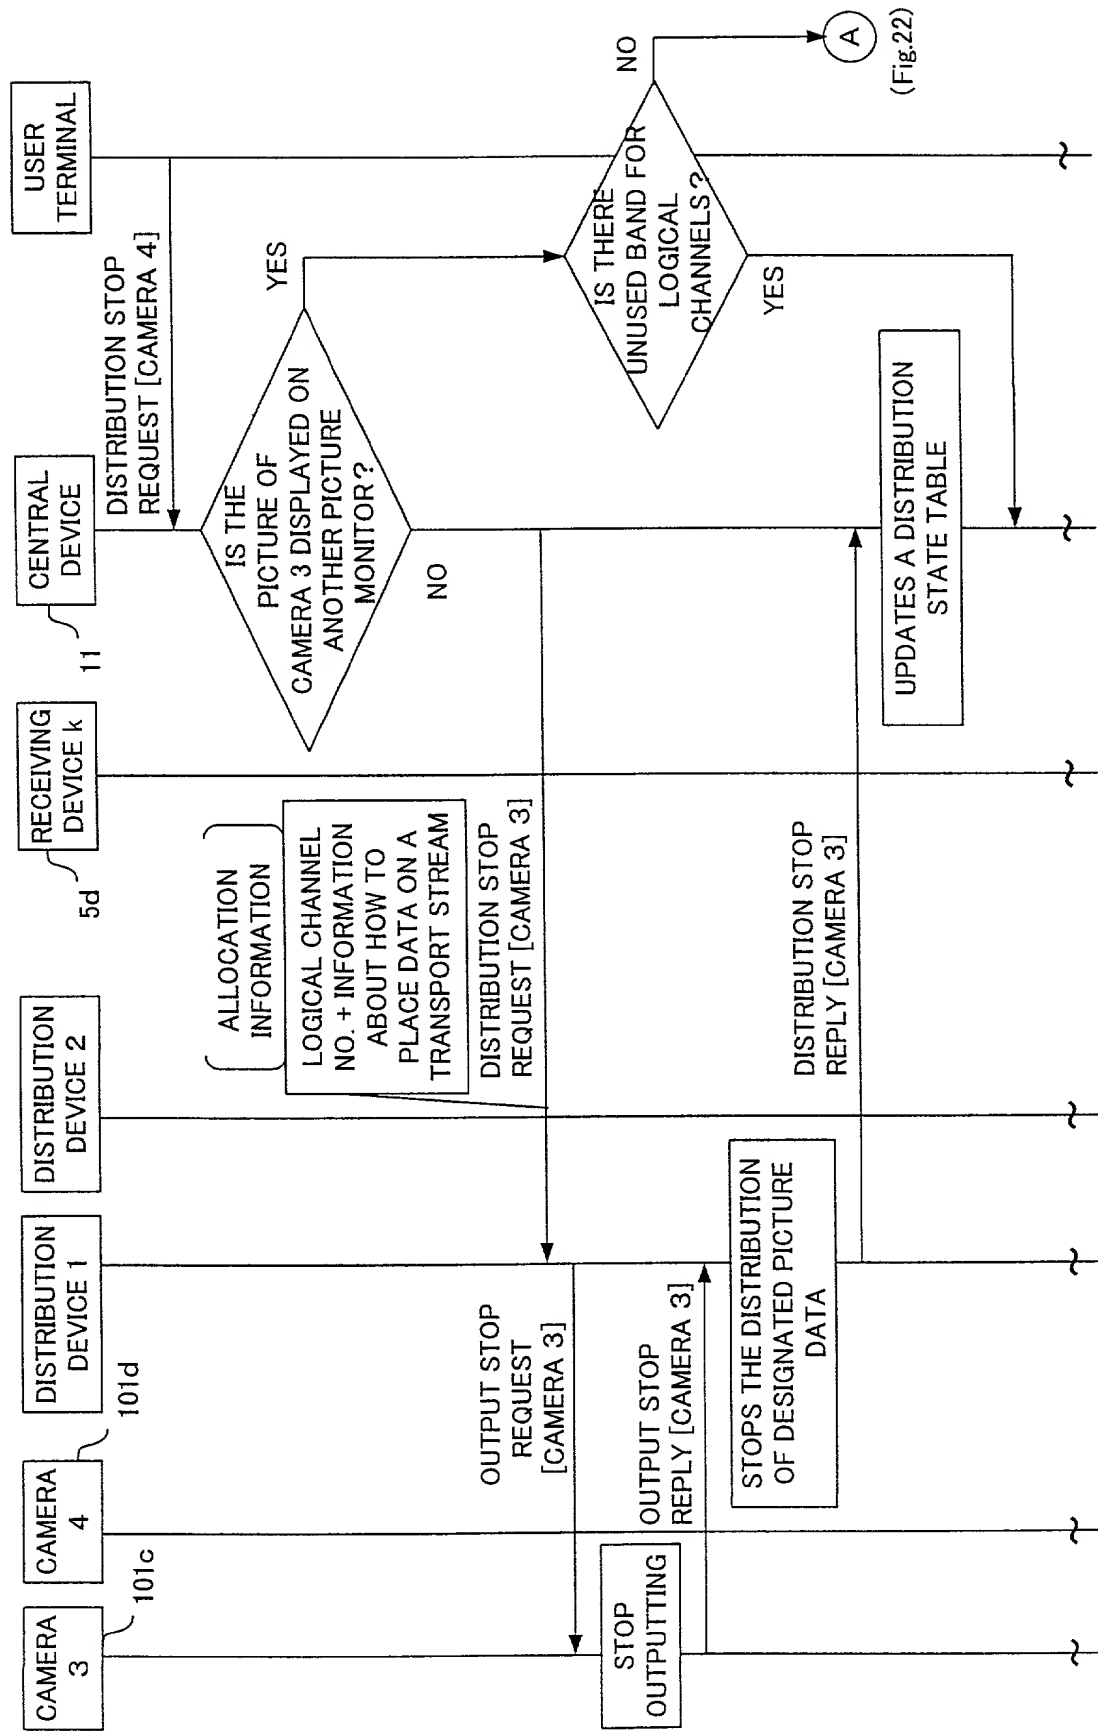 CAMERA
3
101c
CAMERA
4
101d
DISTRIBUTION
DEVICE 1
DISTRIBUTION
DEVICE 2
RECEIVING
DEVICE k
5d
CENTRAL
DEVICE
11
USER
TERMINAL
DISTRIBUTION STOP
REQUEST [CAMERA 4]
IS THE
PICTURE OF
CAMERA 3 DISPLAYED ON
ANOTHER PICTURE
MONITOR?
YES
NO
IS THERE
UNUSED BAND FOR
LOGICAL
CHANNELS?
NO
A
(Fig.22)
YES
ALLOCATION
INFORMATION
LOGICAL CHANNEL
NO. + INFORMATION
ABOUT HOW TO
PLACE DATA ON A
TRANSPORT STREAM
DISTRIBUTION STOP
REQUEST [CAMERA 3]
OUTPUT STOP
REQUEST
[CAMERA 3]
STOP
OUTPUTTING
OUTPUT STOP
REPLY [CAMERA 3]
STOPS THE DISTRIBUTION
OF DESIGNATED PICTURE
DATA
DISTRIBUTION STOP
REPLY [CAMERA 3]
UPDATES A DISTRIBUTION
STATE TABLE